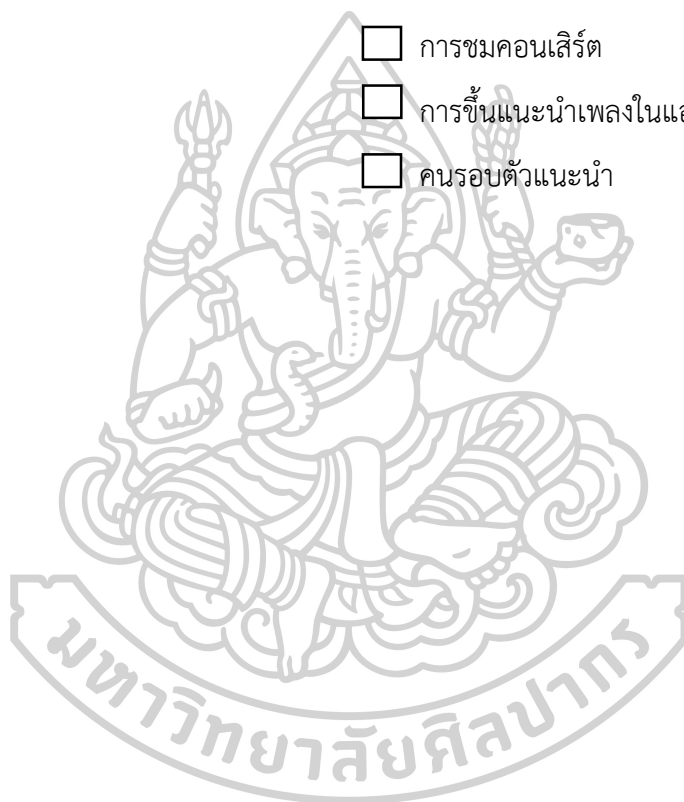 การชมคอนเสิร์ต
การขึ้นแนะนำเพลงใน
คนรอบตัวแนะนำ
มหาวิทยาลัยศิลปากร